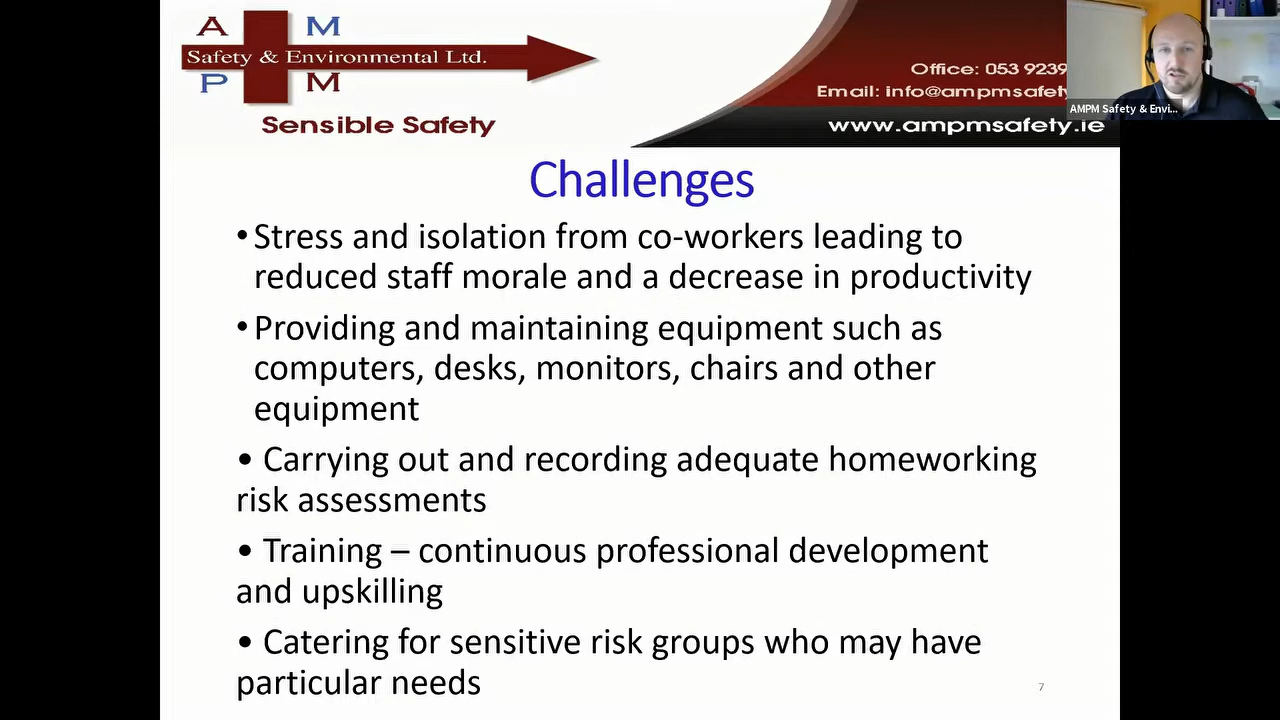 A M
Safety & Environmental Ltd.
P M
Sensible Safety
Office: 053 9239
Email: info@ampmsafety
www.ampmsafety.ie
AMPM Safety & Envi...
Challenges
•Stress and isolation from co-workers leading to
reduced staff morale and a decrease in productivity
•Providing and maintaining equipment such as
computers, desks, monitors, chairs and other
equipment
• Carrying out and recording adequate homeworking
risk assessments
• Training – continuous professional development
and upskilling
• Catering for sensitive risk groups who may have
particular needs
7